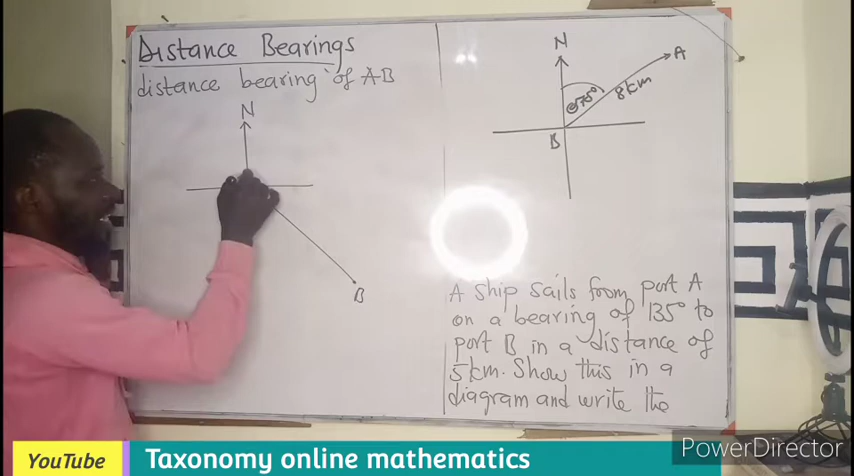 Distance Bearings
distance bearing of AB
N
B
N
A
075°
8km
B
A ship sails from port A
on a bearing of 135° to
port B in a distance of
5km. Show this in a
diagram and write the
PowerDirector
YouTube
Taxonomy online mathematics